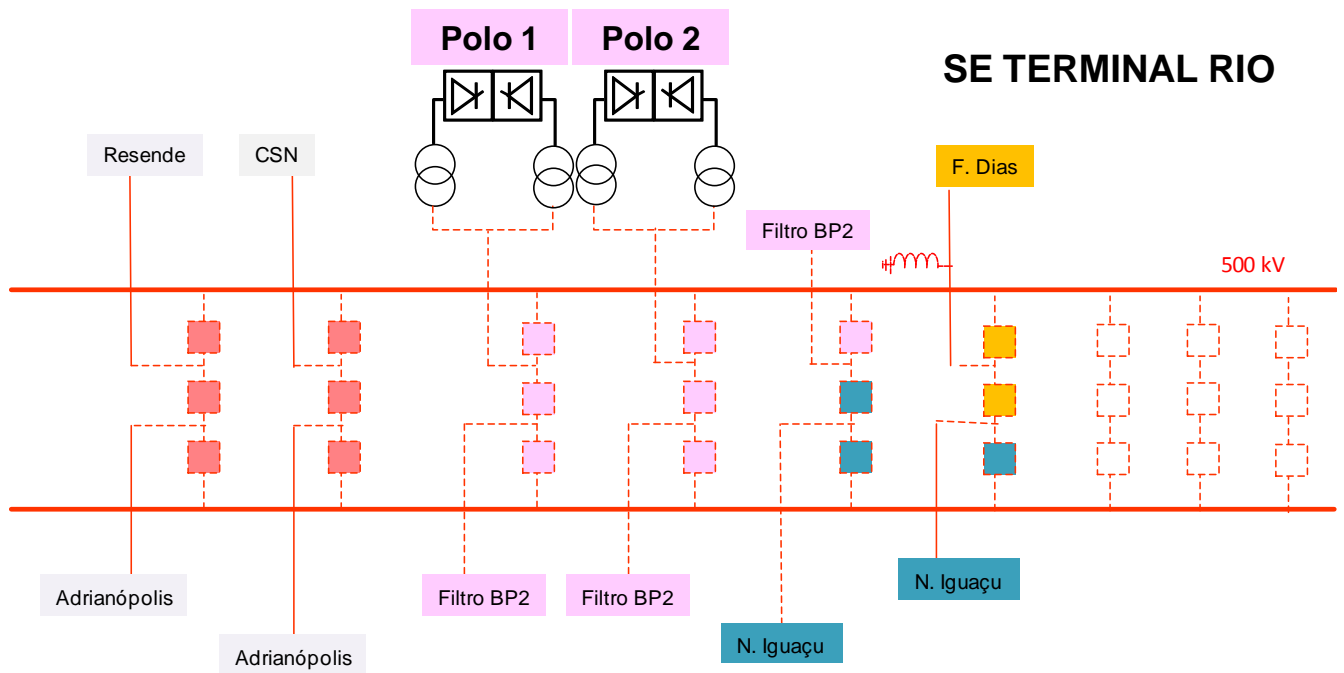 Polo 1
Polo 2
SE TERMINAL RIO
Resende
CSN
F. Dias
Filtro BP2
500 kV
Adrianópolis
Filtro BP2
Filtro BP2
N. Iguaçu
N. Iguaçu
Adrianópolis